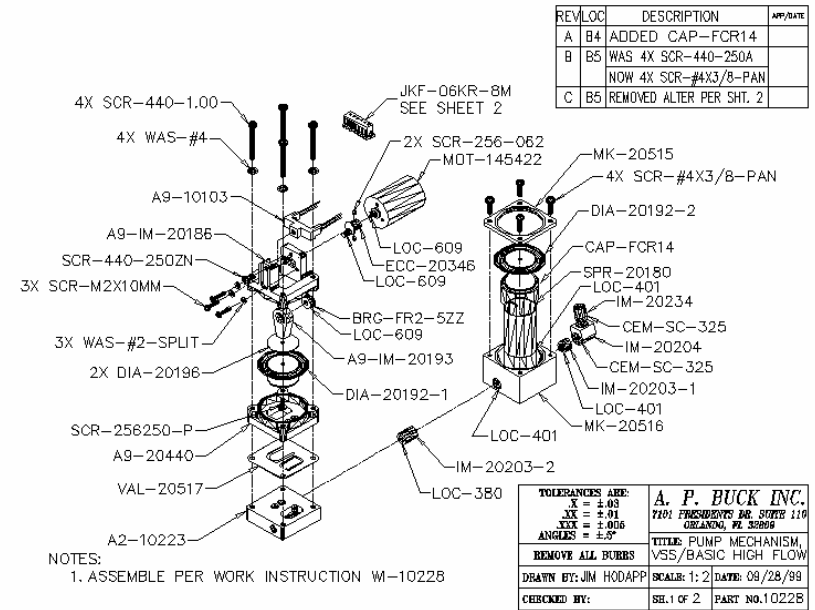 REV LOC DESCRIPTION APP/DATE
A B4 ADDED CAP-FCR14
B B5 WAS 4X SCR-440-250A
NOW 4X SCR-#4X3/8-PAN
C B5 REMOVED ALTER PER SHT. 2
4X SCR-440-1.00
4X WAS-#4
A9-10103
A9-IM-20186
SCR-440-250ZN
3X SCR-M2X10MM
3X WAS-#2-SPLIT
2X DIA-20196
SCR-256250-P
A9-20440
VAL-20517
A2-10223
JKF-06KR-8M
SEE SHEET 2
2X SCR-256-062
MOT-145422
LOC-609
ECC-20346
LOC-609
BRG-FR2-5ZZ
LOC-609
A9-IM-20193
DIA-20192-1
IM-20203-2
LOC-380
MK-20515
4X SCR-#4X3/8-PAN
DIA-20192-2
CAP-FCR14
SPR-20180
LOC-401
IM-20234
CEM-SC-325
IM-20204
CEM-SC-325
IM-20203-1
LOC-401
MK-20516
LOC-401
NOTES:
1. ASSEMBLE PER WORK INSTRUCTION WI-10228
TOLERANCES ARE:
.X = ±.03
.XX = ±.01
.XXX = ±.005
ANGLES = ±.5°
REMOVE ALL BURRS
A. P. BUCK INC.
7101 PRESIDENTS DR. SUITE 110
ORLANDO, FL 32809
TITLE: PUMP MECHANISM,
VSS/BASIC HIGH FLOW
DRAWN BY: JIM HODAPP SCALE: 1:2 DATE: 09/28/99
CHECKED BY: SH.1 OF 2 PART NO.10228